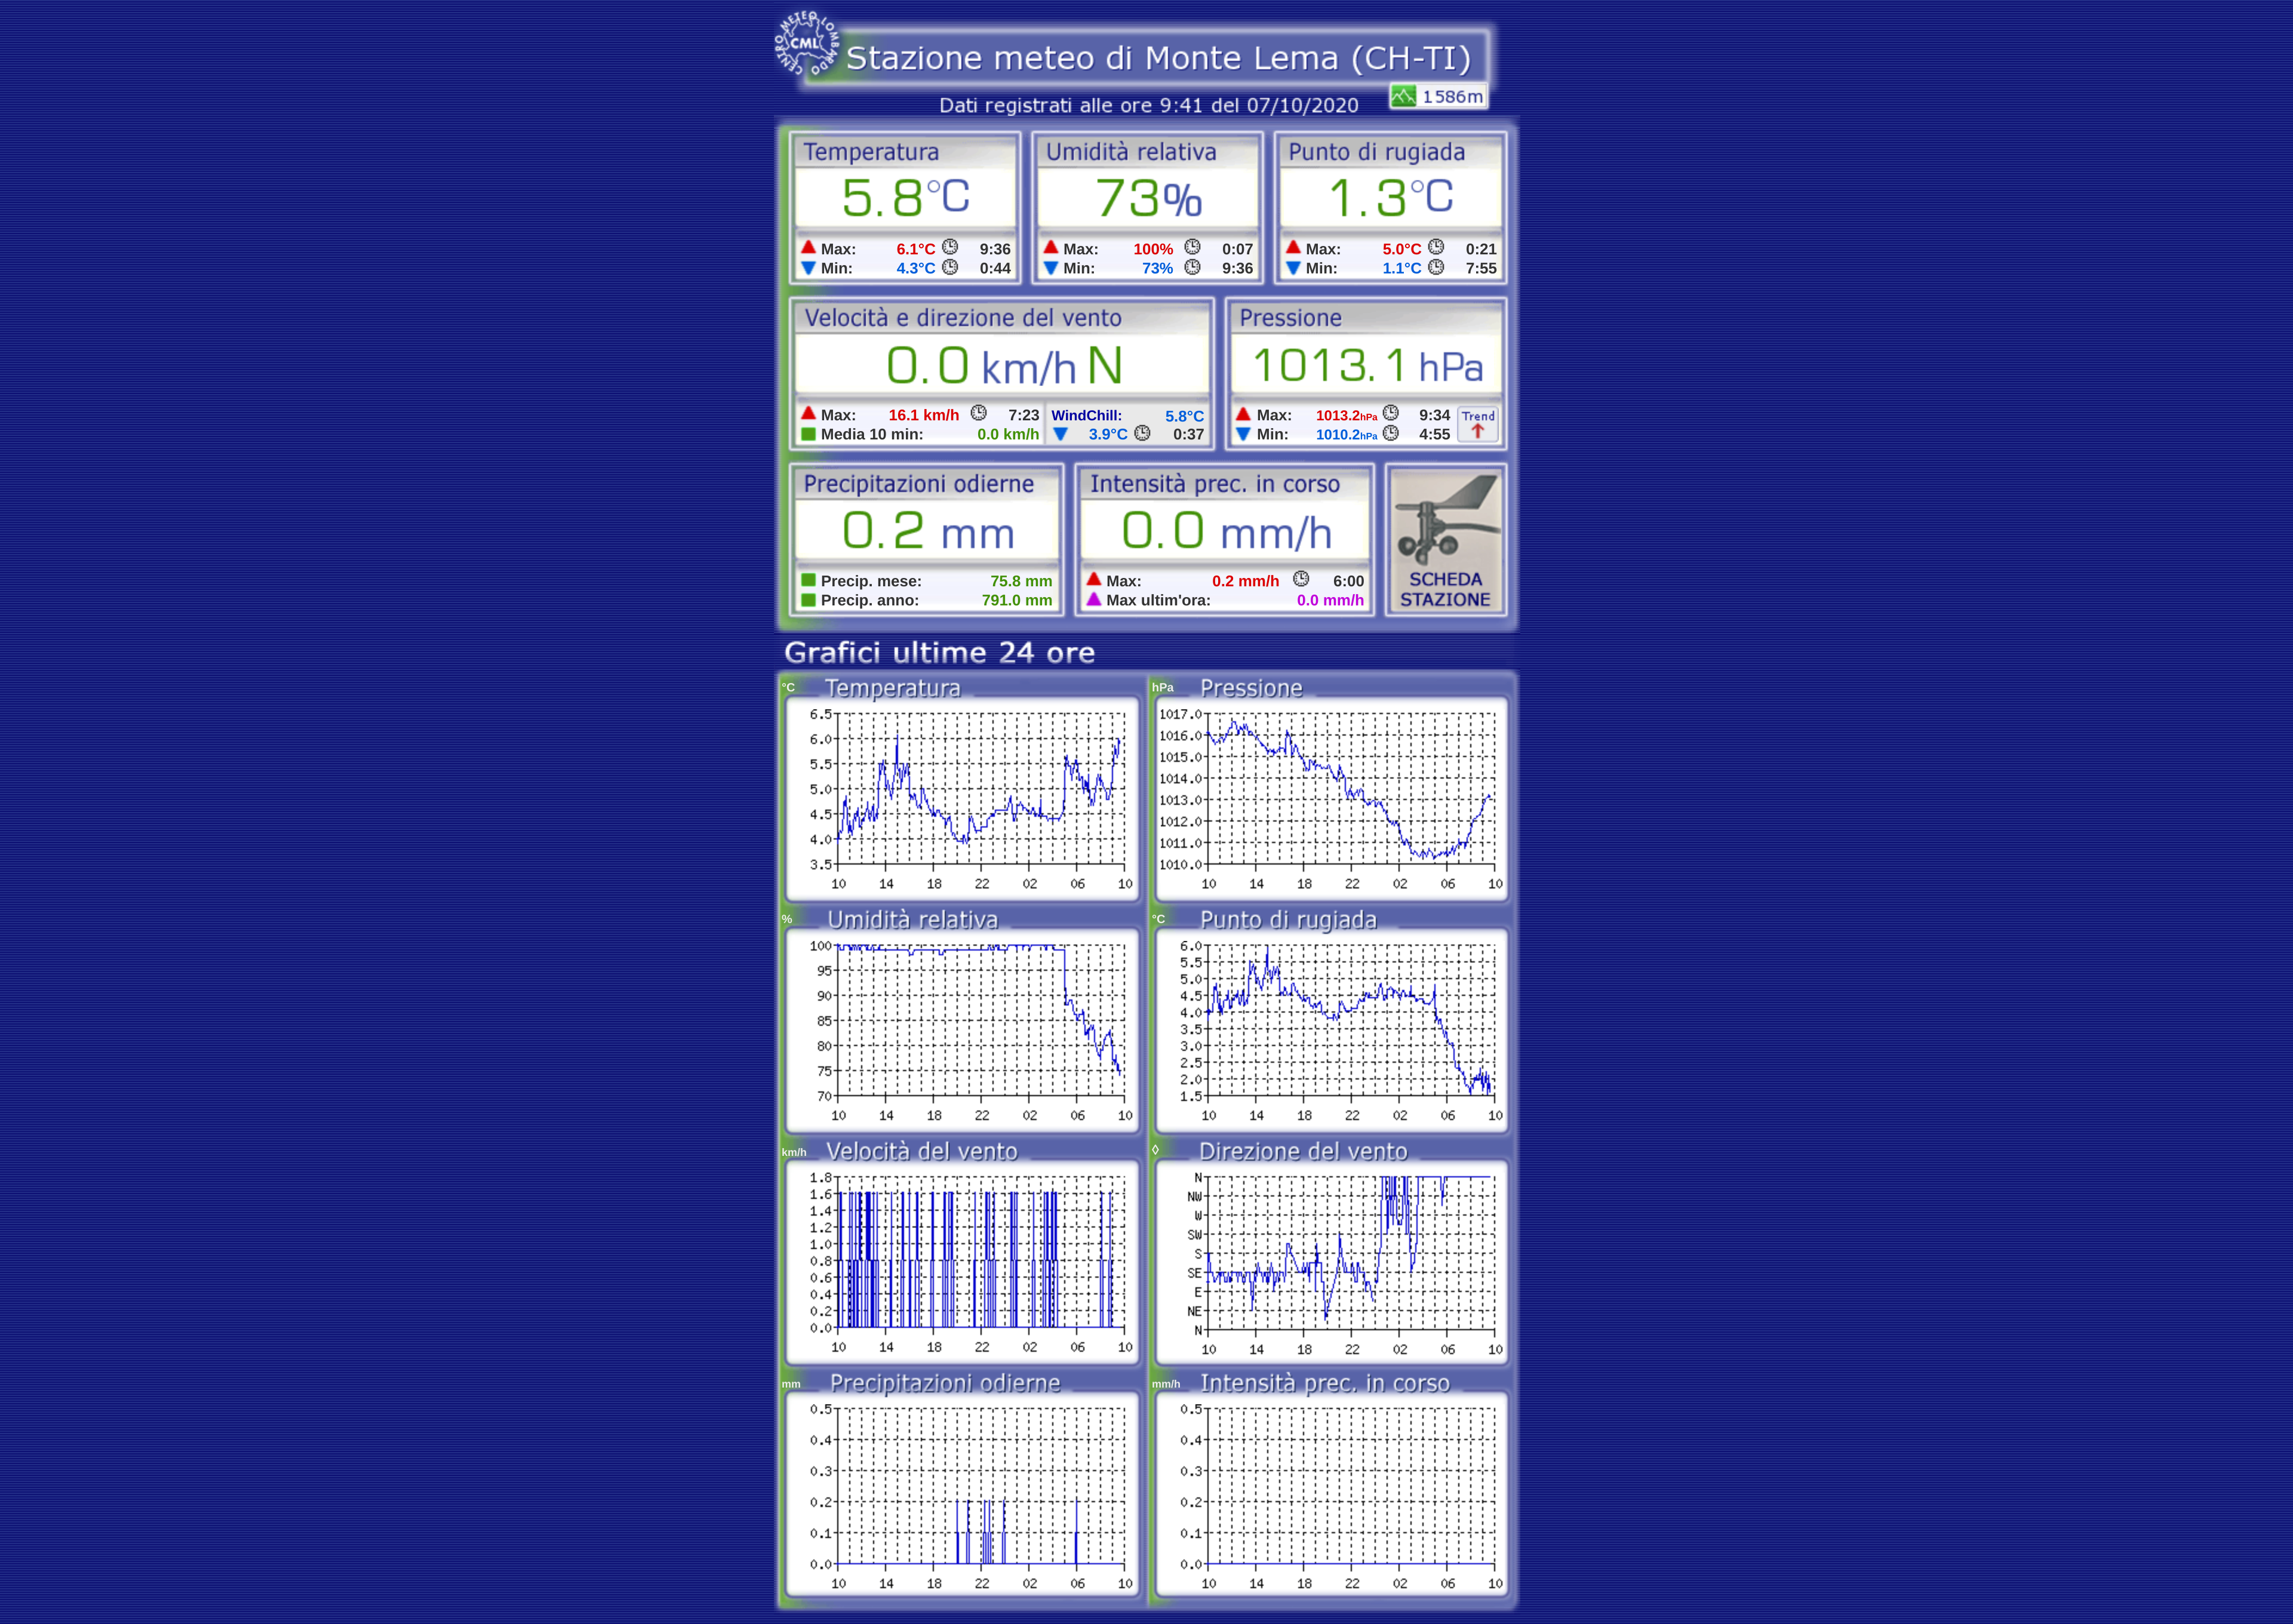 CENTRO METEO LOMBARDO
CML
Stazione meteo di Monte Lema (CH-TI)
1586m
Dati registrati alle ore 9:41 del 07/10/2020
Temperatura
5.8°C
Max: 6.1°C 9:36
Min: 4.3°C 0:44
Umidità relativa
73%
Max: 100% 0:07
Min: 73% 9:36
Punto di rugiada
1.3°C
Max: 5.0°C 0:21
Min: 1.1°C 7:55
Velocità e direzione del vento
0.0 km/h N
Max: 16.1 km/h 7:23
Media 10 min: 0.0 km/h
WindChill: 5.8°C
3.9°C 0:37
Pressione
1013.1 hPa
Max: 1013.2hPa 9:34
Min: 1010.2hPa 4:55
Trend
Precipitazioni odierne
0.2 mm
Precip. mese: 75.8 mm
Precip. anno: 791.0 mm
Intensità prec. in corso
0.0 mm/h
Max: 0.2 mm/h 6:00
Max ultim'ora: 0.0 mm/h
SCHEDA
STAZIONE
Grafici ultime 24 ore
°C Temperatura
6.5
6.0
5.5
5.0
4.5
4.0
3.5
10 14 18 22 02 06 10
hPa Pressione
1017.0
1016.0
1015.0
1014.0
1013.0
1012.0
1011.0
1010.0
10 14 18 22 02 06 10
% Umidità relativa
100
95
90
85
80
75
70
10 14 18 22 02 06 10
°C Punto di rugiada
6.0
5.5
5.0
4.5
4.0
3.5
3.0
2.5
2.0
1.5
10 14 18 22 02 06 10
km/h Velocità del vento
1.8
1.6
1.4
1.2
1.0
0.8
0.6
0.4
0.2
0.0
10 14 18 22 02 06 10
◊ Direzione del vento
N
NW
W
SW
S
SE
E
NE
N
10 14 18 22 02 06 10
mm Precipitazioni odierne
0.5
0.4
0.3
0.2
0.1
0.0
10 14 18 22 02 06 10
mm/h Intensità prec. in corso
0.5
0.4
0.3
0.2
0.1
0.0
10 14 18 22 02 06 10